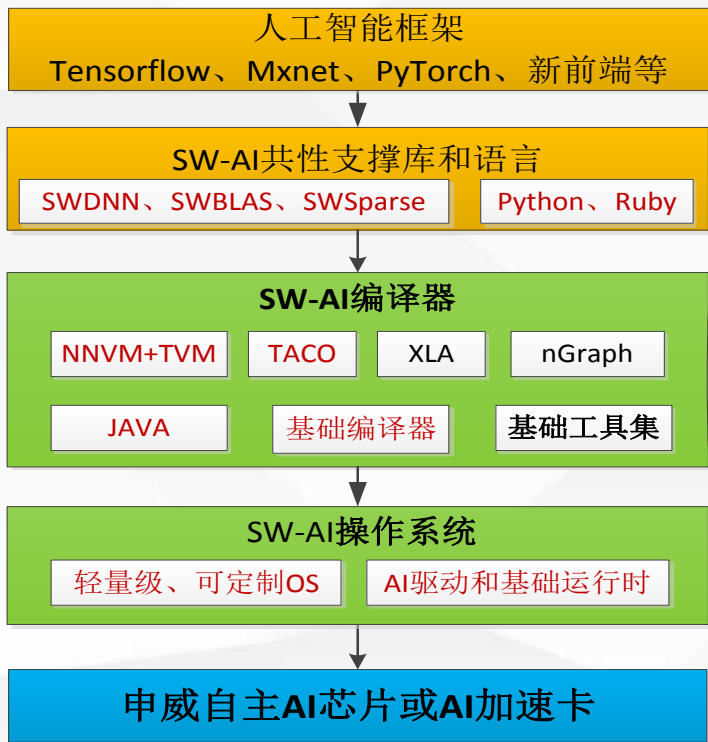 人工智能框架
Tensorflow、Mxnet、PyTorch、新前端等
SW-AI共性支撑库和语言
SWDNN、SWBLAS、SWSparse
Python、Ruby
SW-AI编译器
NNVM+TVM
TACO
XLA
nGraph
JAVA
基础编译器
基础工具集
SW-AI操作系统
轻量级、可定制OS
AI驱动和基础运行时
申威自主AI芯片或AI加速卡